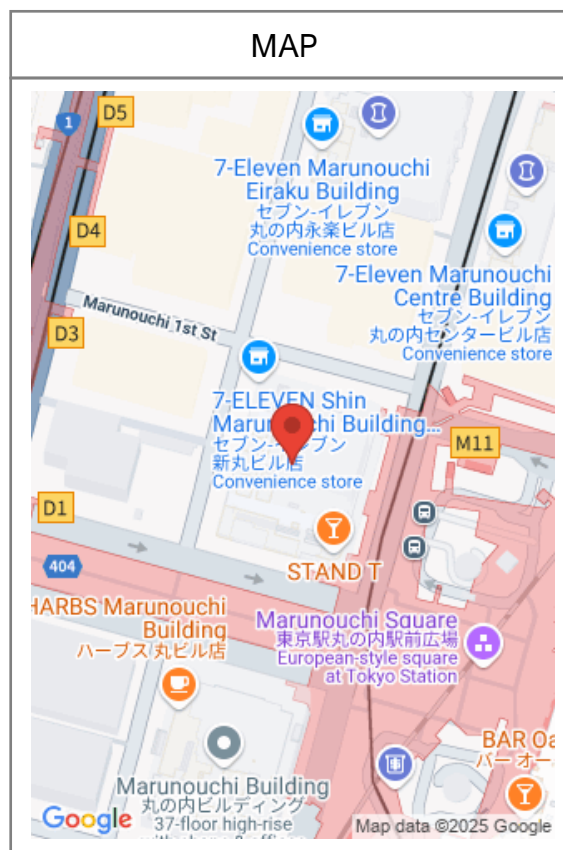 MAP
1
D5
7-Eleven Marunouchi
Eiraku Building
セブン-イレブン
丸の内永楽ビル店
Convenience store
D4
7-Eleven Marunouchi
Centre Building
セブン-イレブン
丸の内センタービル店
Convenience store
Marunouchi 1st St
D3
7-ELEVEN Shin
Marunouchi Building...
セブン-イレブン
新丸ビル店
Convenience store
M11
D1
404
STAND T
HARBS Marunouchi
Building
ハーブス 丸ビル店
Marunouchi Square
東京駅丸の内駅前広場
European-style square
at Tokyo Station
BAR Oa
バー オー
Marunouchi Building
丸の内ビルディング
37-floor high-rise
Google
Map data ©2025 Google